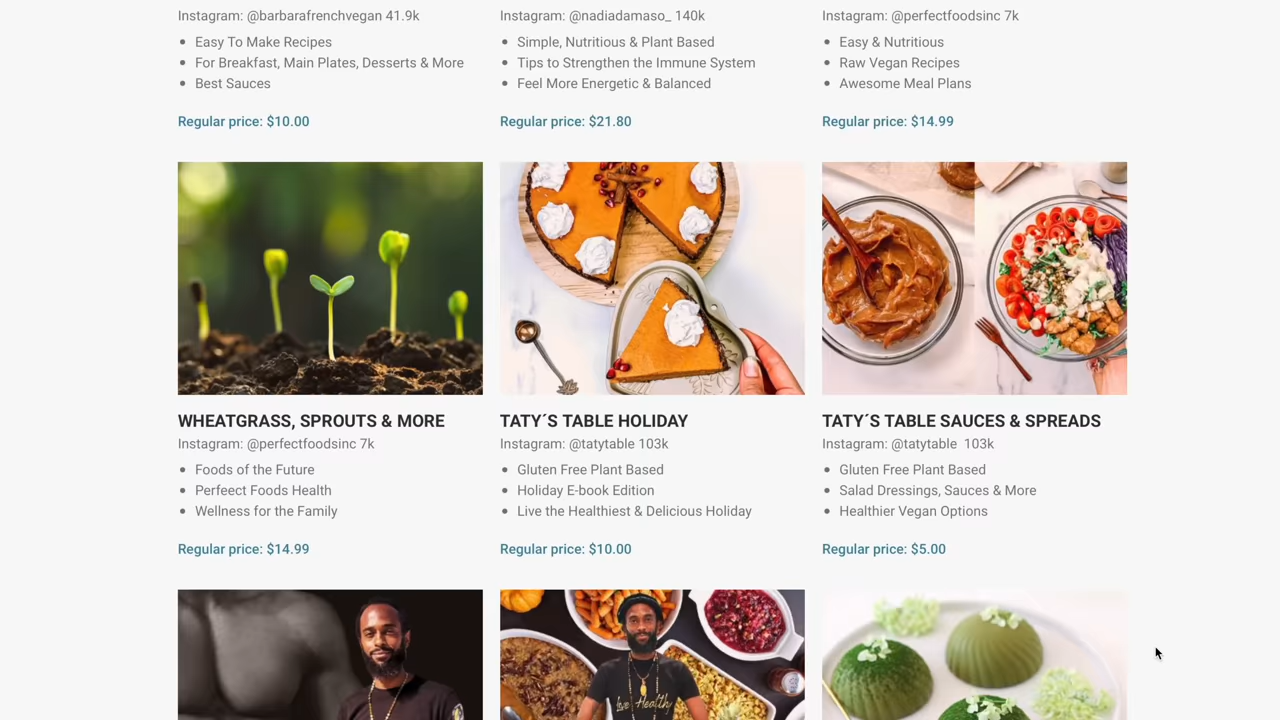 Instagram: @barbarafrenchvegan 41.9k
Easy To Make Recipes
For Breakfast, Main Plates, Desserts & More
Best Sauces
Regular price: $10.00
Instagram: @nadiadamaso_ 140k
Simple, Nutritious & Plant Based
Tips to Strengthen the Immune System
Feel More Energetic & Balanced
Regular price: $21.80
Instagram: @perfectfoodsinc 7k
Easy & Nutritious
Raw Vegan Recipes
Awesome Meal Plans
Regular price: $14.99
WHEATGRASS, SPROUTS & MORE
Instagram: @perfectfoodsinc 7k
Foods of the Future
Perfeect Foods Health
Wellness for the Family
Regular price: $14.99
TATY´S TABLE HOLIDAY
Instagram: @tatytable 103k
Gluten Free Plant Based
Holiday E-book Edition
Live the Healthiest & Delicious Holiday
Regular price: $10.00
TATY´S TABLE SAUCES & SPREADS
Instagram: @tatytable  103k
Gluten Free Plant Based
Salad Dressings, Sauces & More
Healthier Vegan Options
Regular price: $5.00
Live Healthy